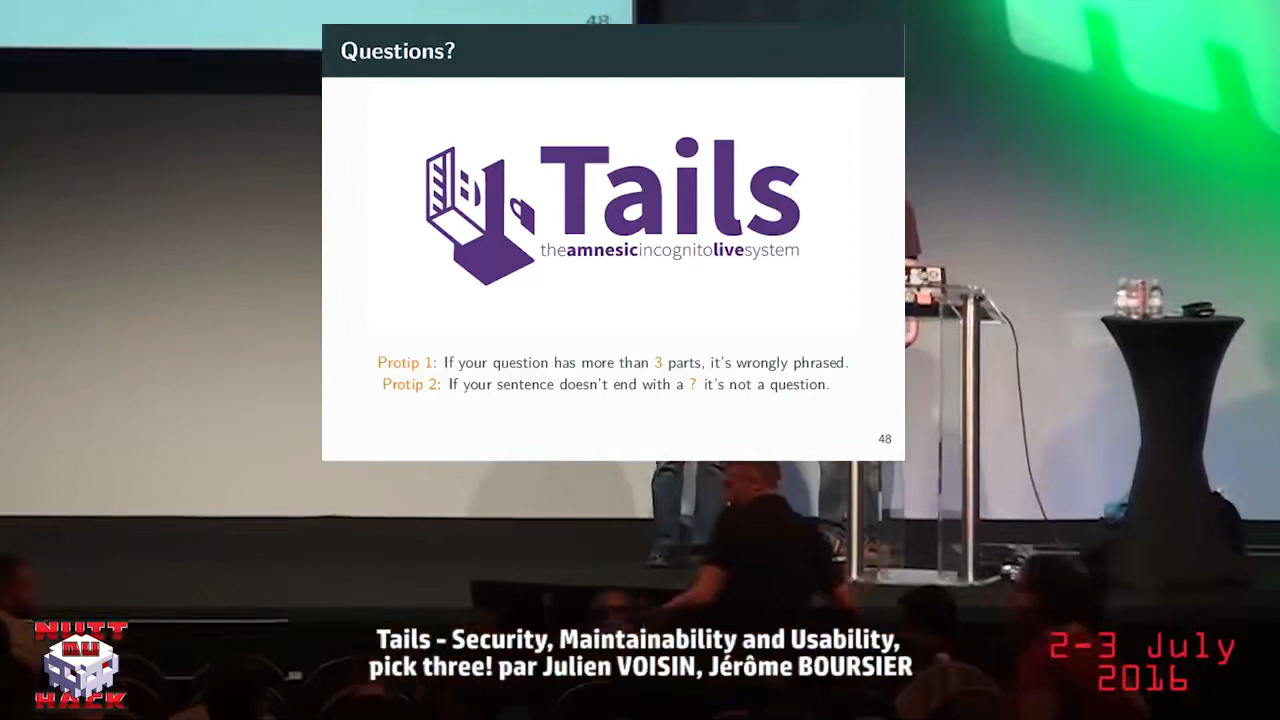 48
Questions?
Tails
theamnesicincognitolivesystem
Protip 1: If your question has more than 3 parts, it's wrongly phrased.
Protip 2: If your sentence doesn't end with a ? it's not a question.
48
Tails - Security, Maintainability and Usability,
pick three! par Julien VOISIN, Jérôme BOURSIER
NUIT
DU
HACK
2-3 July
2016